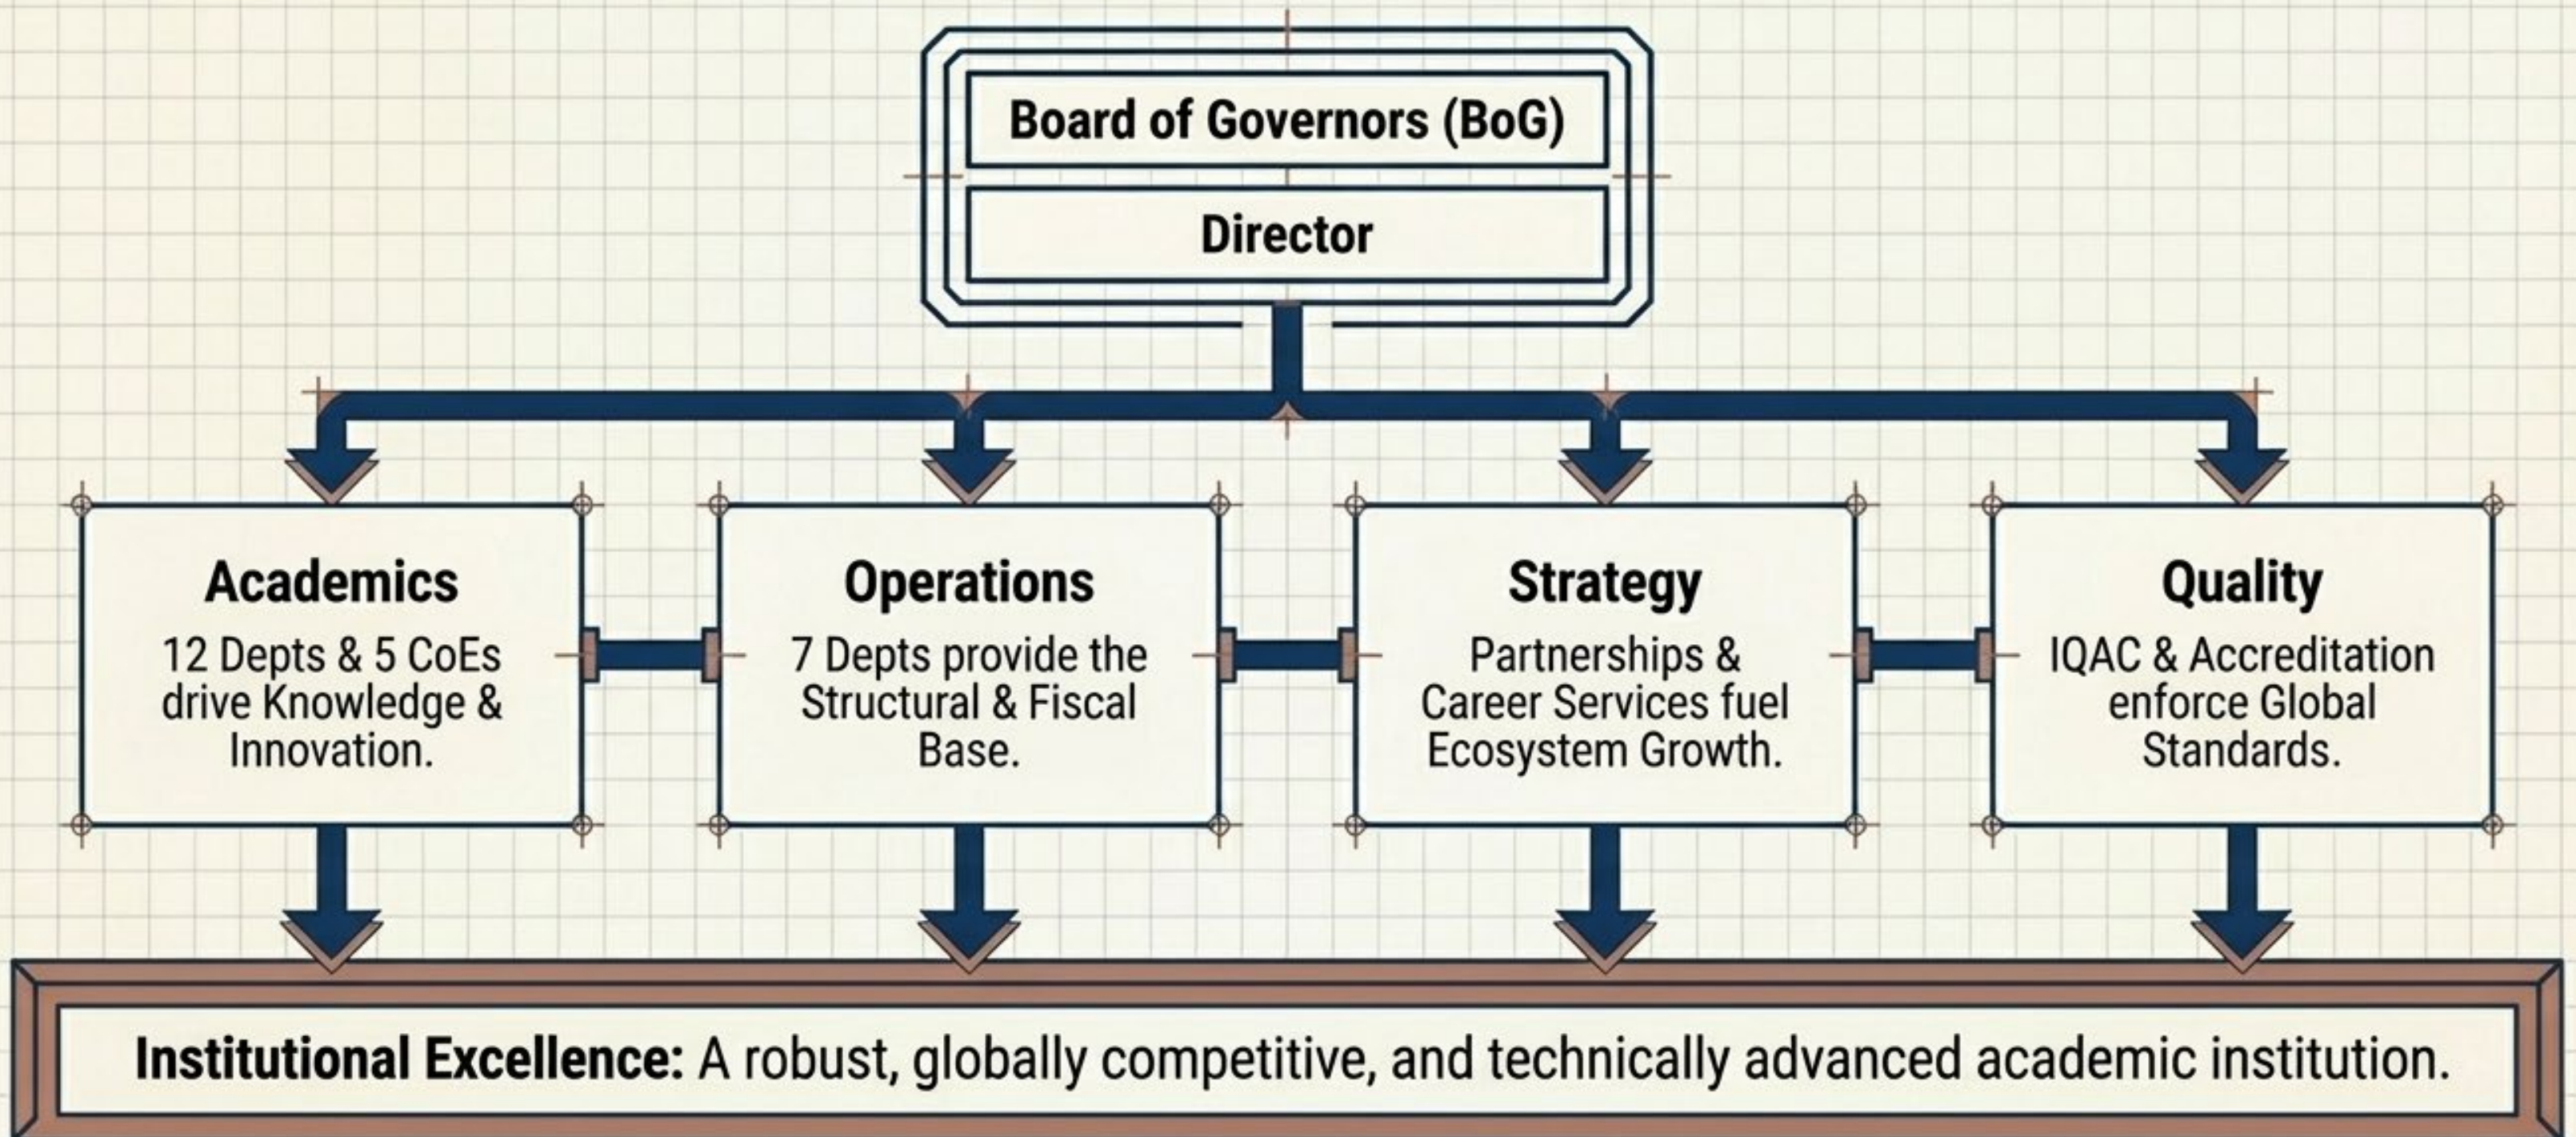 Board of Governors (BoG)
Director
Academics
12 Depts & 5 CoEs
drive Knowledge &
Innovation.
Operations
7 Depts provide the
Structural & Fiscal
Base.
Strategy
Partnerships &
Career Services fuel
Ecosystem Growth.
Quality
IQAC & Accreditation
enforce Global
Standards.
Institutional Excellence: A robust, globally competitive, and technically advanced academic institution.